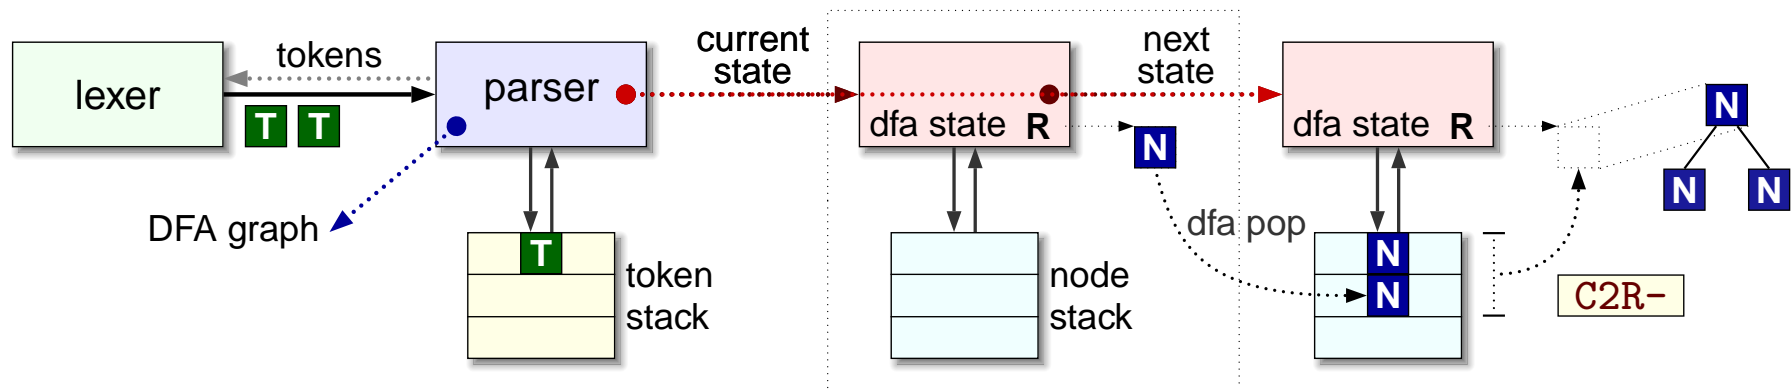 lexer
tokens
T T
parser
DFA graph
T
token
stack
current
state
dfa state R
N
dfa pop
node
stack
next
state
dfa state R
N
N
C2R-
N
N N